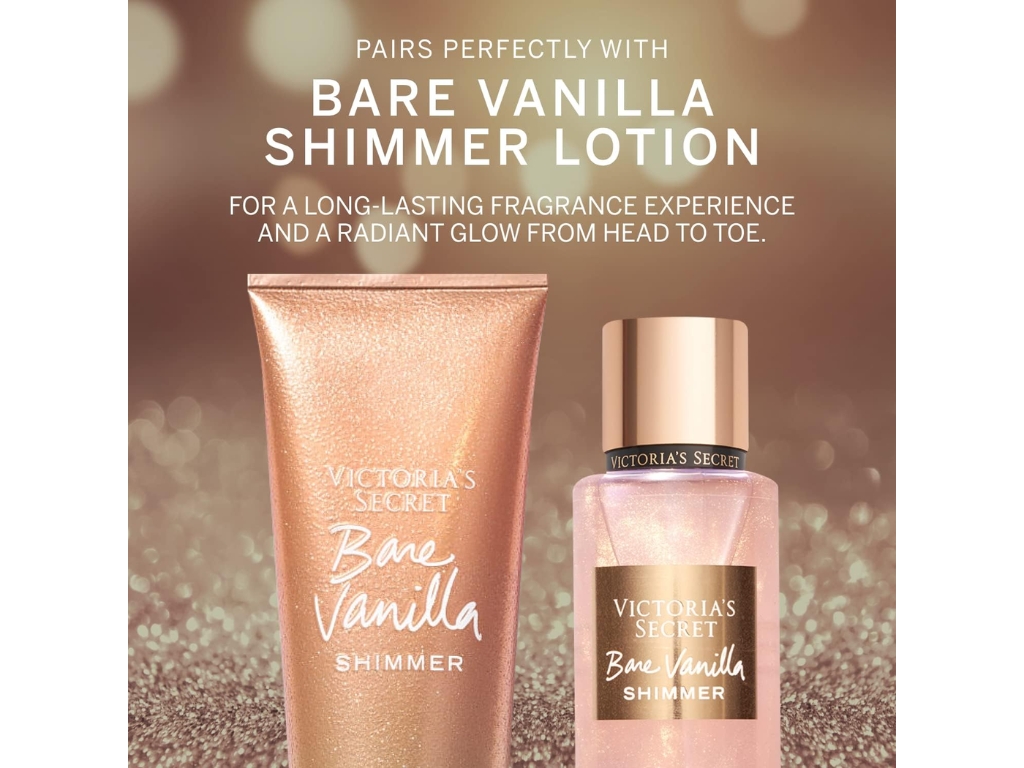 PAIRS PERFECTLY WITH
BARE VANILLA
SHIMMER LOTION
FOR A LONG-LASTING FRAGRANCE EXPERIENCE
AND A RADIANT GLOW FROM HEAD TO TOE.
VICTORIA'S
SECRET
Bare
Vanilla
SHIMMER
VICTORIA'S SECRET
VICTORIA'S
SECRET
Bare Vanilla
SHIMMER